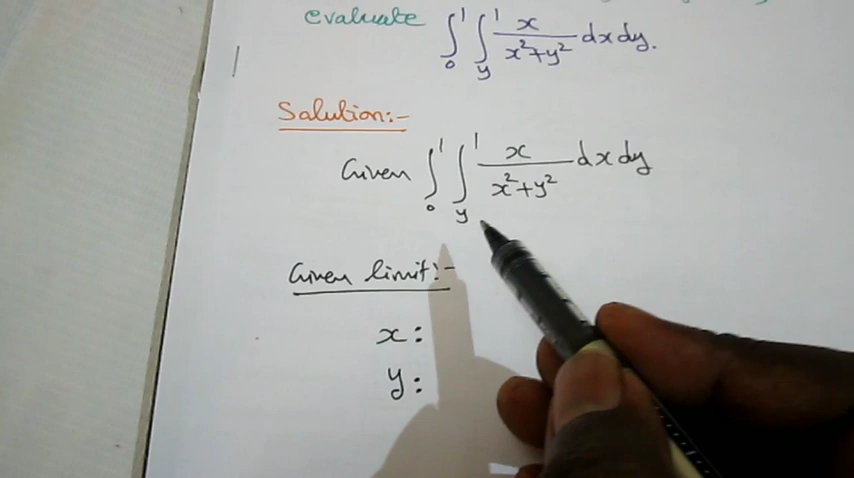 evaluate ∫₀¹ ∫ᵧ¹ x/(x²+y²) dx dy.
Solution:-
Given ∫₀¹ ∫ᵧ¹ x/(x²+y²) dx dy
Given limit:-
x:
y: